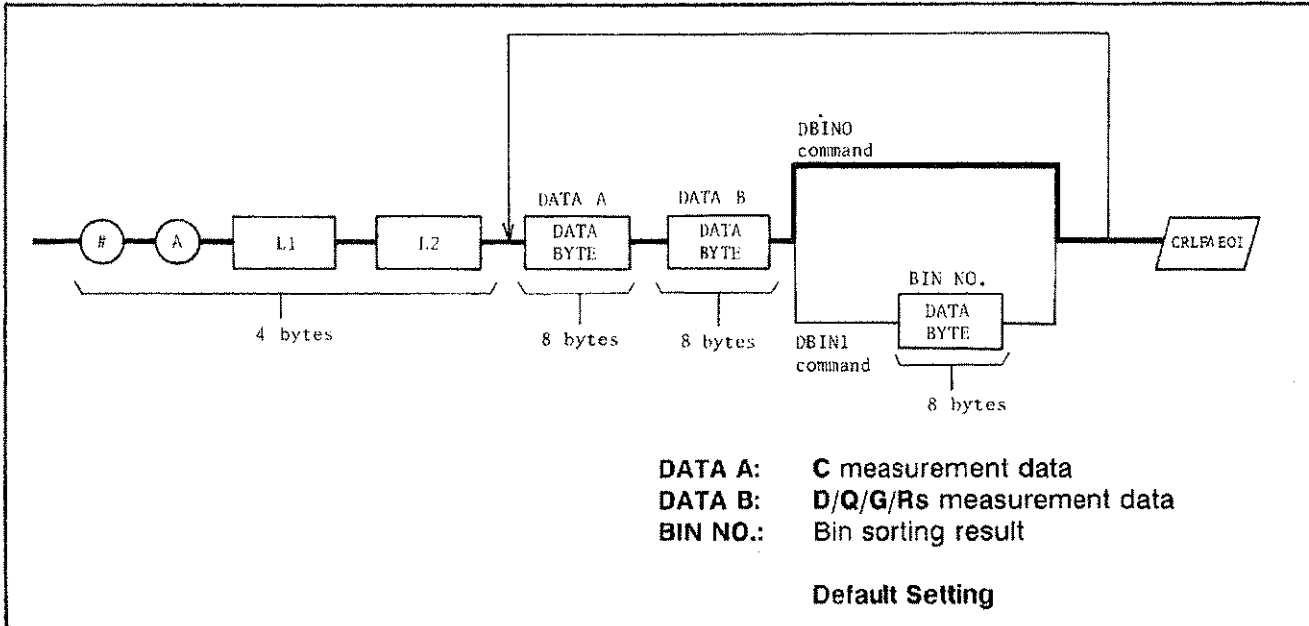 DBIN0
command
DATA A DATA B
# A L1 L2 DATA BYTE DATA BYTE CRLF∧EOI
BIN NO.
DATA BYTE
4 bytes 8 bytes 8 bytes
DBIN1
command
8 bytes
DATA A: C measurement data
DATA B: D/Q/G/Rs measurement data
BIN NO.: Bin sorting result
Default Setting